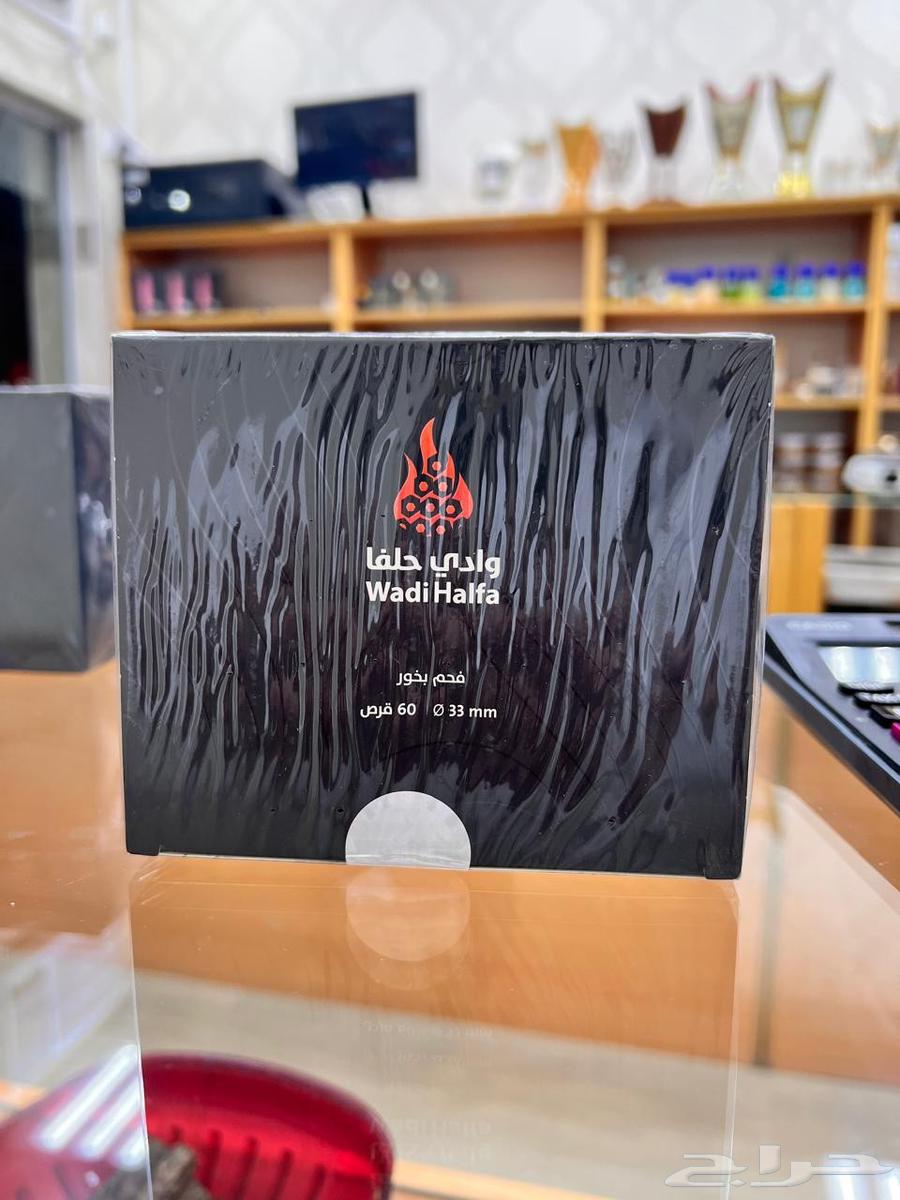 وادي حلفا
Wadi Halfa
فحم بخور
60 قرص Ø 33 mm
حراج